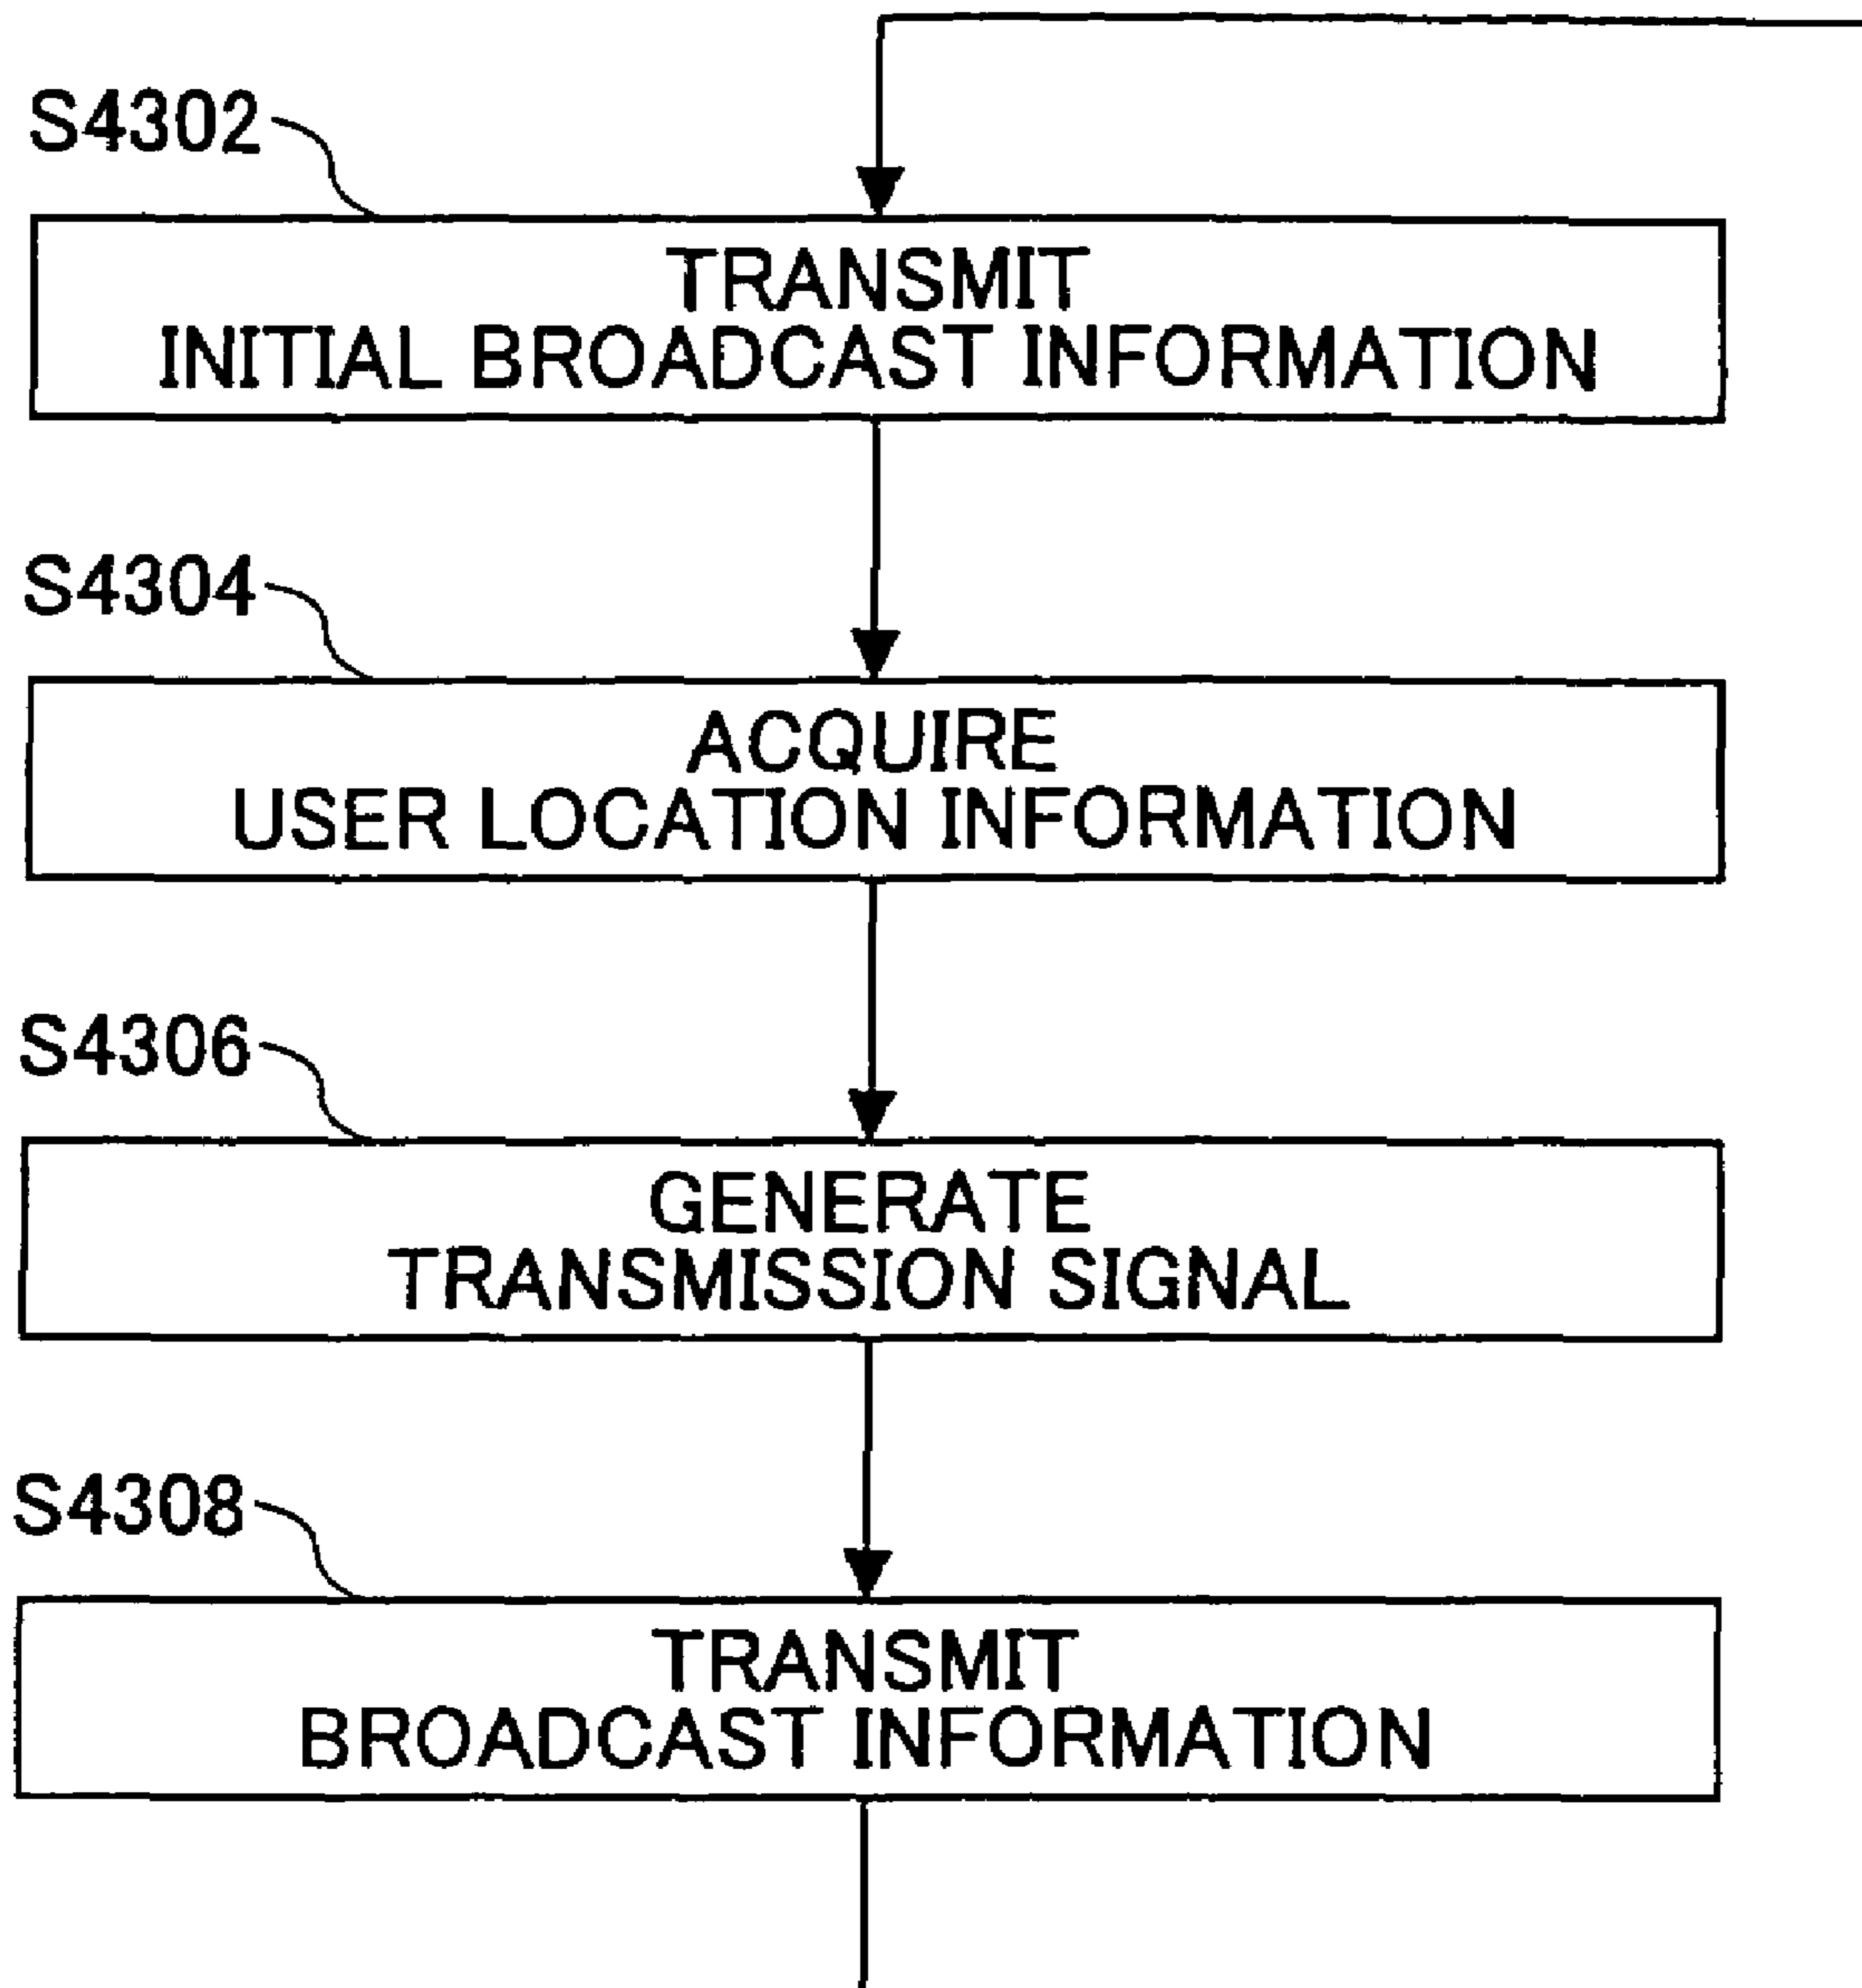 S4302
TRANSMIT
INITIAL BROADCAST INFORMATION
S4304
ACQUIRE
USER LOCATION INFORMATION
S4306
GENERATE
TRANSMISSION SIGNAL
S4308
TRANSMIT
BROADCAST INFORMATION